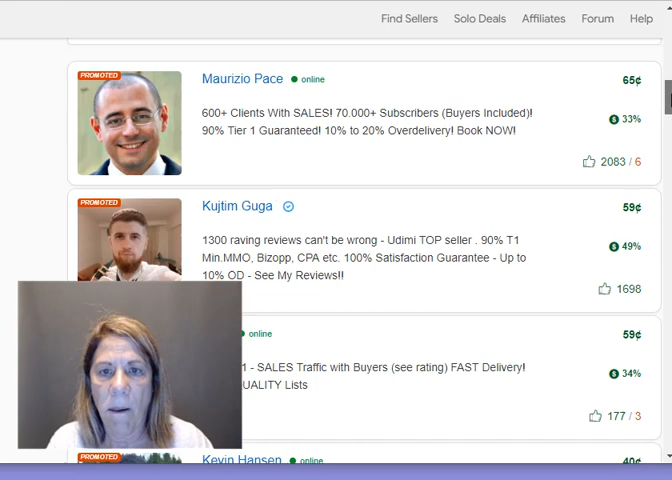 Find Sellers Solo Deals Affiliates Forum Help
PROMOTED
Maurizio Pace online 65¢
600+ Clients With SALES! 70.000+ Subscribers (Buyers Included)!
33%
90% Tier 1 Guaranteed! 10% to 20% Overdelivery! Book NOW!
2083 / 6
PROMOTED
Kujtim Guga 59¢
1300 raving reviews can't be wrong - Udimi TOP seller . 90% T1
49%
Min.MMO, Bizopp, CPA etc. 100% Satisfaction Guarantee - Up to
10% OD - See My Reviews!!
1698
online 59¢
1 - SALES Traffic with Buyers (see rating) FAST Delivery!
34%
QUALITY Lists
177 / 3
PROMOTED
Kevin Hansen online 40¢